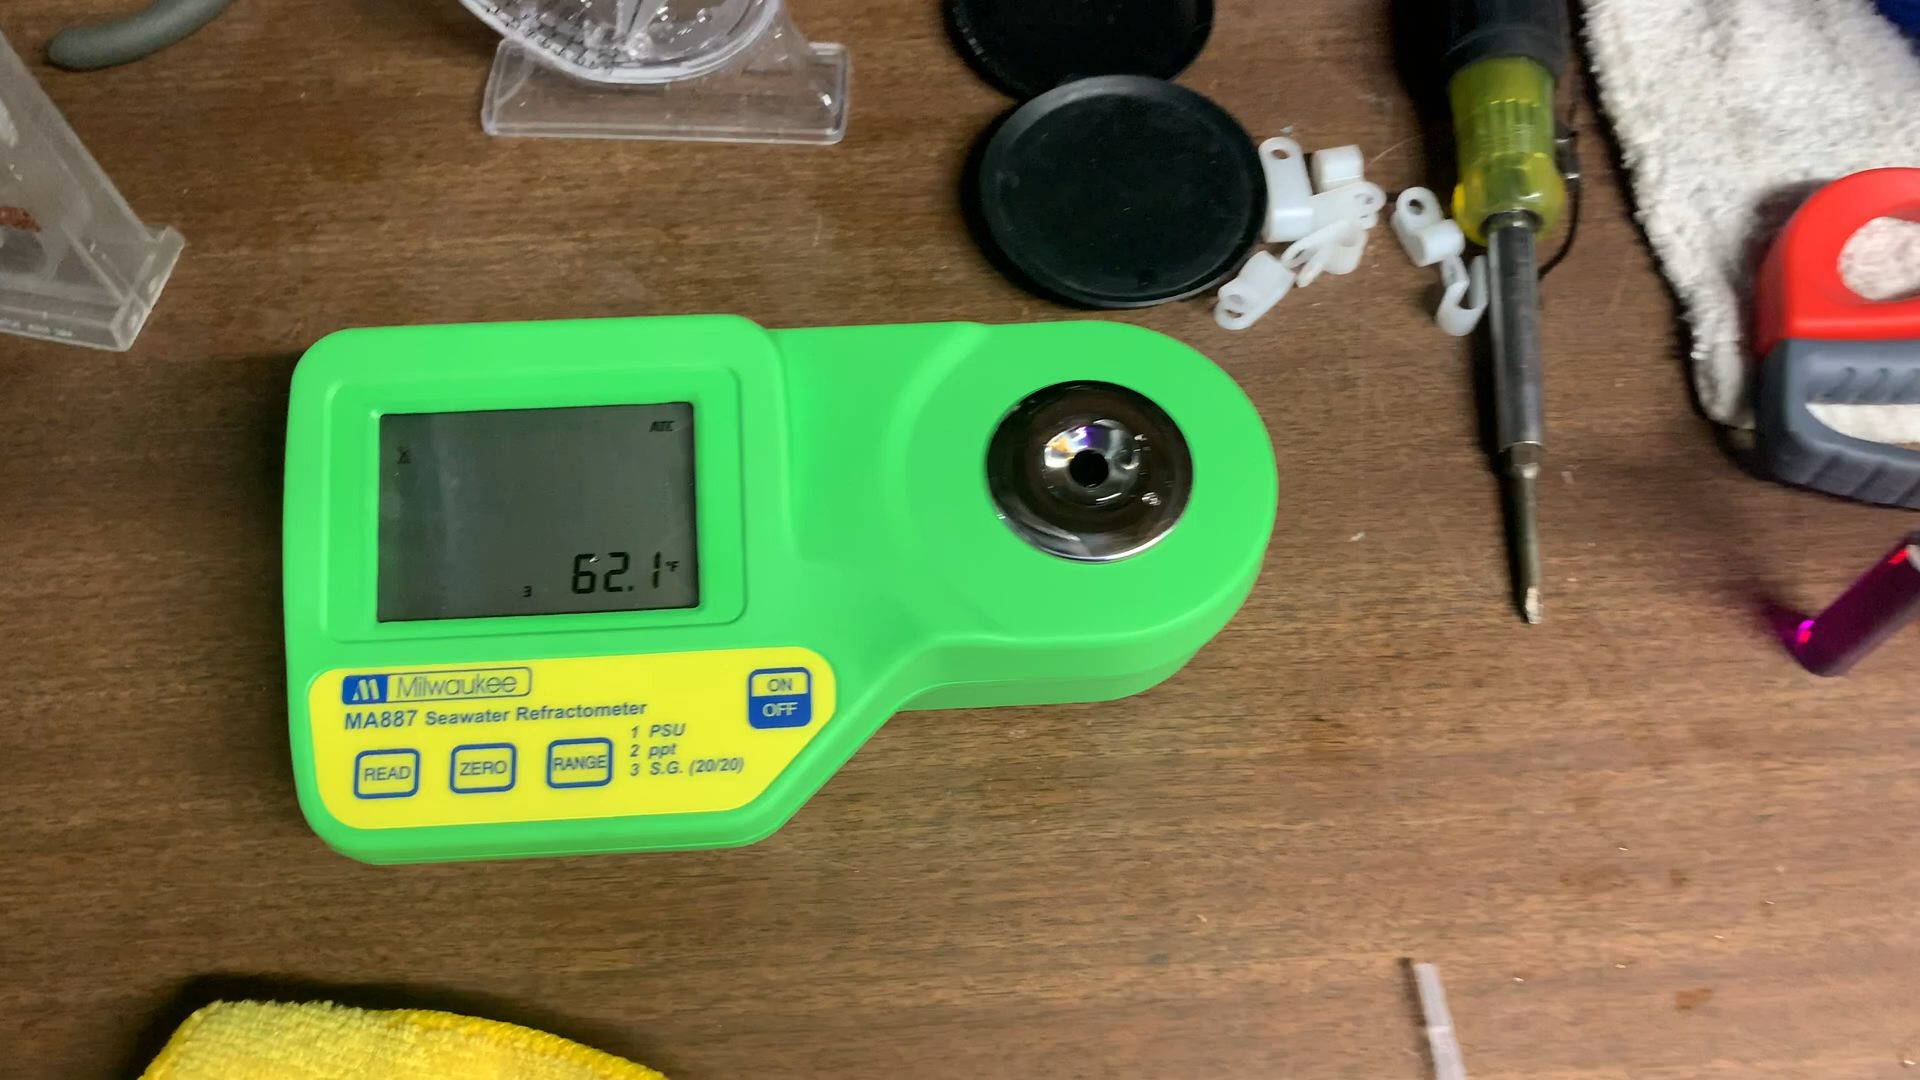 ATC
62.1°F
3
Milwaukee
MA887 Seawater Refractometer
1 PSU
2 ppt
3 S.G. (20/20)
READ
ZERO
RANGE
ON
OFF